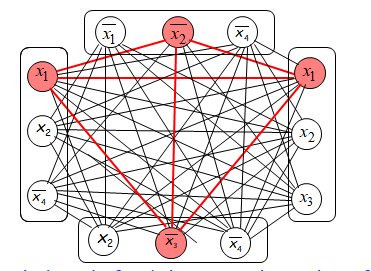 x̅₁ x̅₂ x̅₄
x₁ x₁
x₂ x₂
x̅₄ x₃
x₂ x̅₃ x̅₄